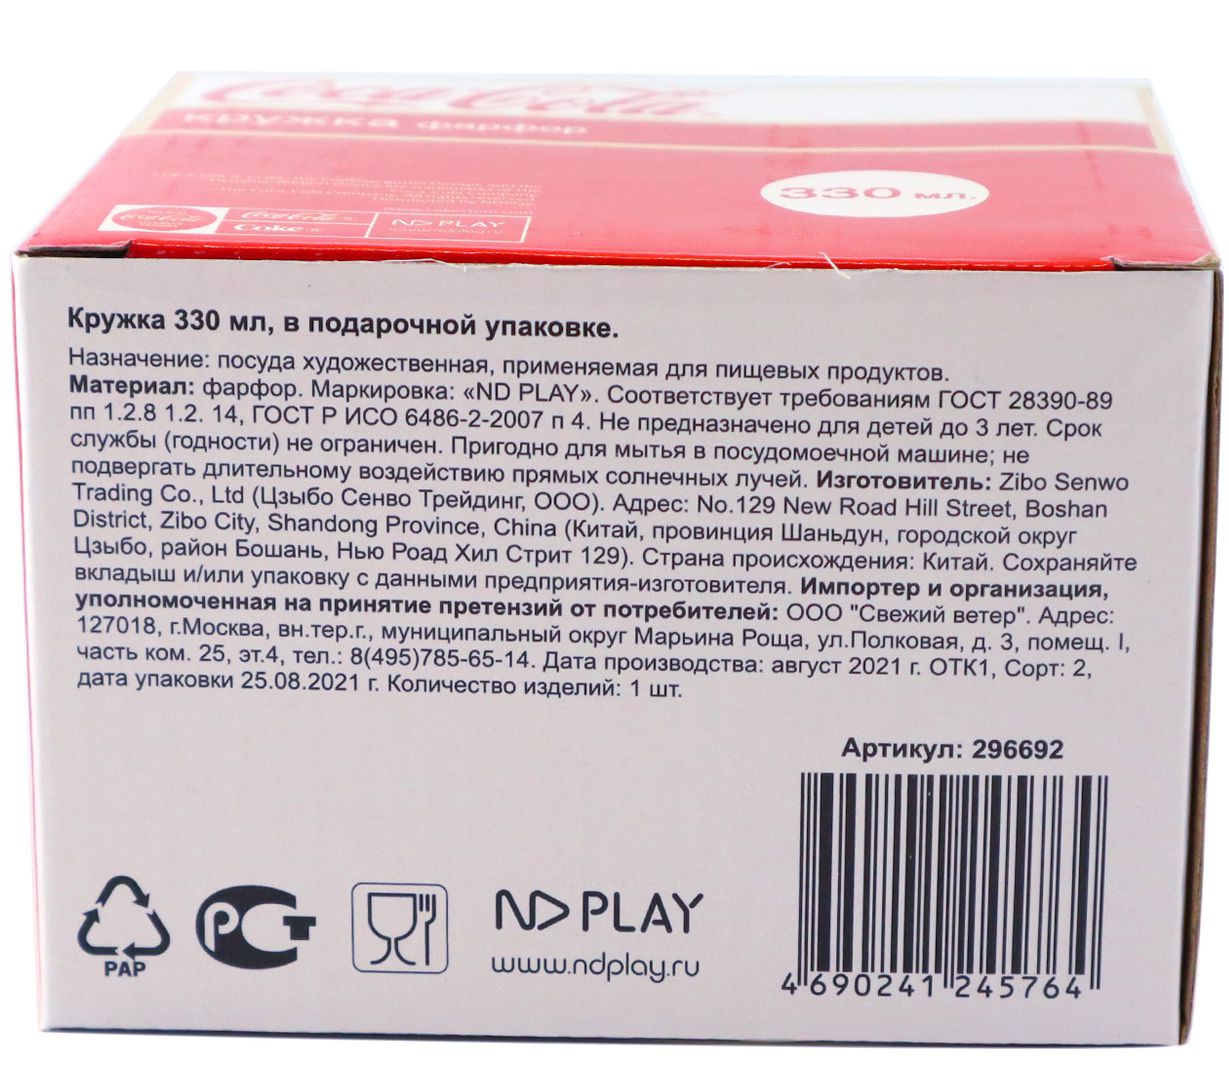 Coca-Cola
кружка фарфор
330 мл.
Coca-Cola
Coke
ND PLAY
www.ndplay.ru
Кружка 330 мл, в подарочной упаковке.
Назначение: посуда художественная, применяемая для пищевых продуктов.
Материал: фарфор. Маркировка: «ND PLAY». Соответствует требованиям ГОСТ 28390-89
пп 1.2.8 1.2. 14, ГОСТ Р ИСО 6486-2-2007 п 4. Не предназначено для детей до 3 лет. Срок
службы (годности) не ограничен. Пригодно для мытья в посудомоечной машине; не
подвергать длительному воздействию прямых солнечных лучей. Изготовитель: Zibo Senwo
Trading Co., Ltd (Цзыбо Сенво Трейдинг, ООО). Адрес: No.129 New Road Hill Street, Boshan
District, Zibo City, Shandong Province, China (Китай, провинция Шаньдун, городской округ
Цзыбо, район Бошань, Нью Роад Хил Стрит 129). Страна происхождения: Китай. Сохраняйте
вкладыш и/или упаковку с данными предприятия-изготовителя. Импортер и организация,
уполномоченная на принятие претензий от потребителей: ООО "Свежий ветер". Адрес:
127018, г.Москва, вн.тер.г., муниципальный округ Марьина Роща, ул.Полковая, д. 3, помещ. I,
часть ком. 25, эт.4, тел.: 8(495)785-65-14. Дата производства: август 2021 г. ОТК1, Сорт: 2,
дата упаковки 25.08.2021 г. Количество изделий: 1 шт.
Артикул: 296692
4 690241 245764
PAP
РСТ
ND PLAY
www.ndplay.ru